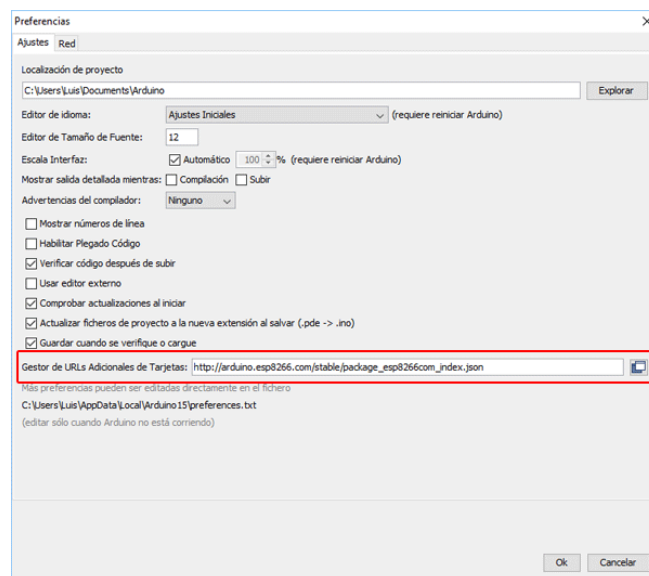 Preferencias
Ajustes Red
Localización de proyecto
C:\Users\Luis\Documents\Arduino Explorar
Editor de idioma: Ajustes Iniciales (requiere reiniciar Arduino)
Editor de Tamaño de Fuente: 12
Escala Interfaz: Automático 100 % (requiere reiniciar Arduino)
Mostrar salida detallada mientras: Compilación Subir
Advertencias del compilador: Ninguno
Mostrar números de línea
Habilitar Plegado Código
Verificar código después de subir
Usar editor externo
Comprobar actualizaciones al iniciar
Actualizar ficheros de proyecto a la nueva extensión al salvar (.pde -> .ino)
Guardar cuando se verifique o cargue
Gestor de URLs Adicionales de Tarjetas: http://arduino.esp8266.com/stable/package_esp8266com_index.json
Más preferencias pueden ser editadas directamente en el fichero
C:\Users\Luis\AppData\Local\Arduino15\preferences.txt
(editar sólo cuando Arduino no está corriendo)
Ok Cancelar